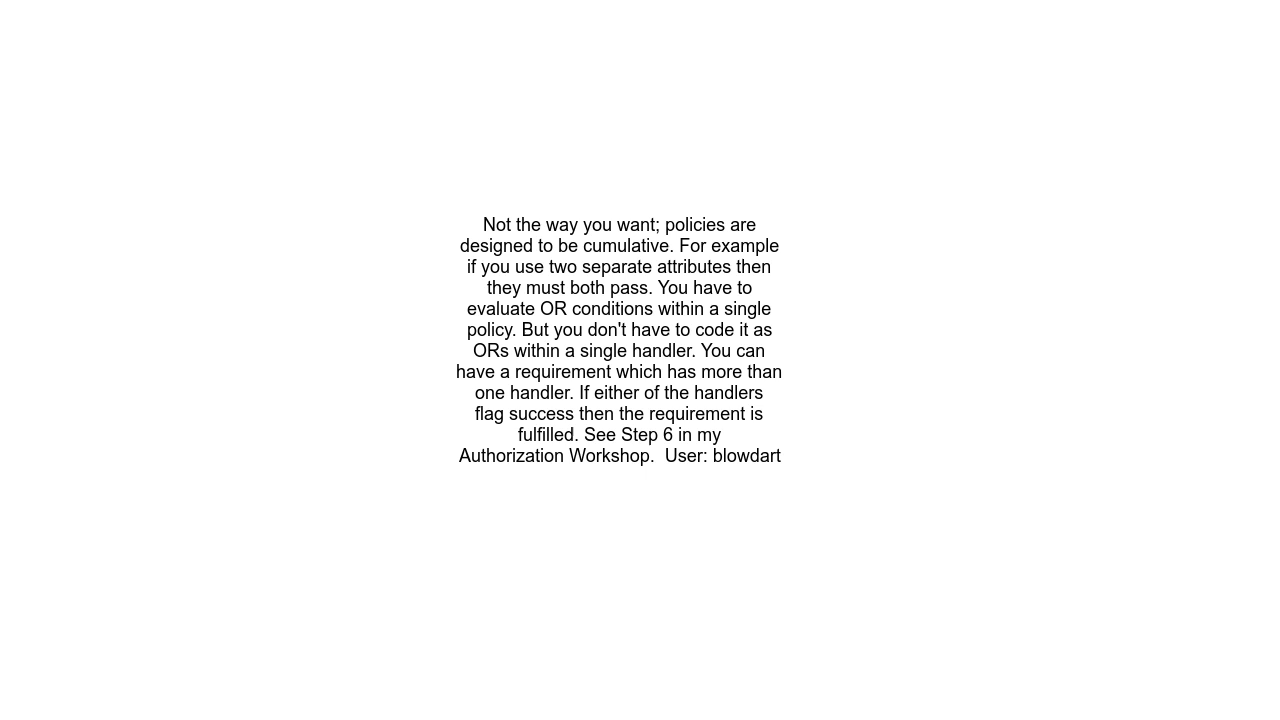 Not the way you want; policies are
designed to be cumulative. For example
if you use two separate attributes then
they must both pass. You have to
evaluate OR conditions within a single
policy. But you don't have to code it as
ORs within a single handler. You can
have a requirement which has more than
one handler. If either of the handlers
flag success then the requirement is
fulfilled. See Step 6 in my
Authorization Workshop.  User: blowdart